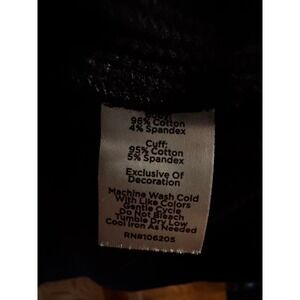 96% Cotton
4% Spandex
Cuff:
95% Cotton
5% Spandex
Exclusive Of
Decoration
Machine Wash Cold
With Like Colors
Gentle Cycle
Do Not Bleach
Tumble Dry Low
Cool Iron As Needed
RN#106205